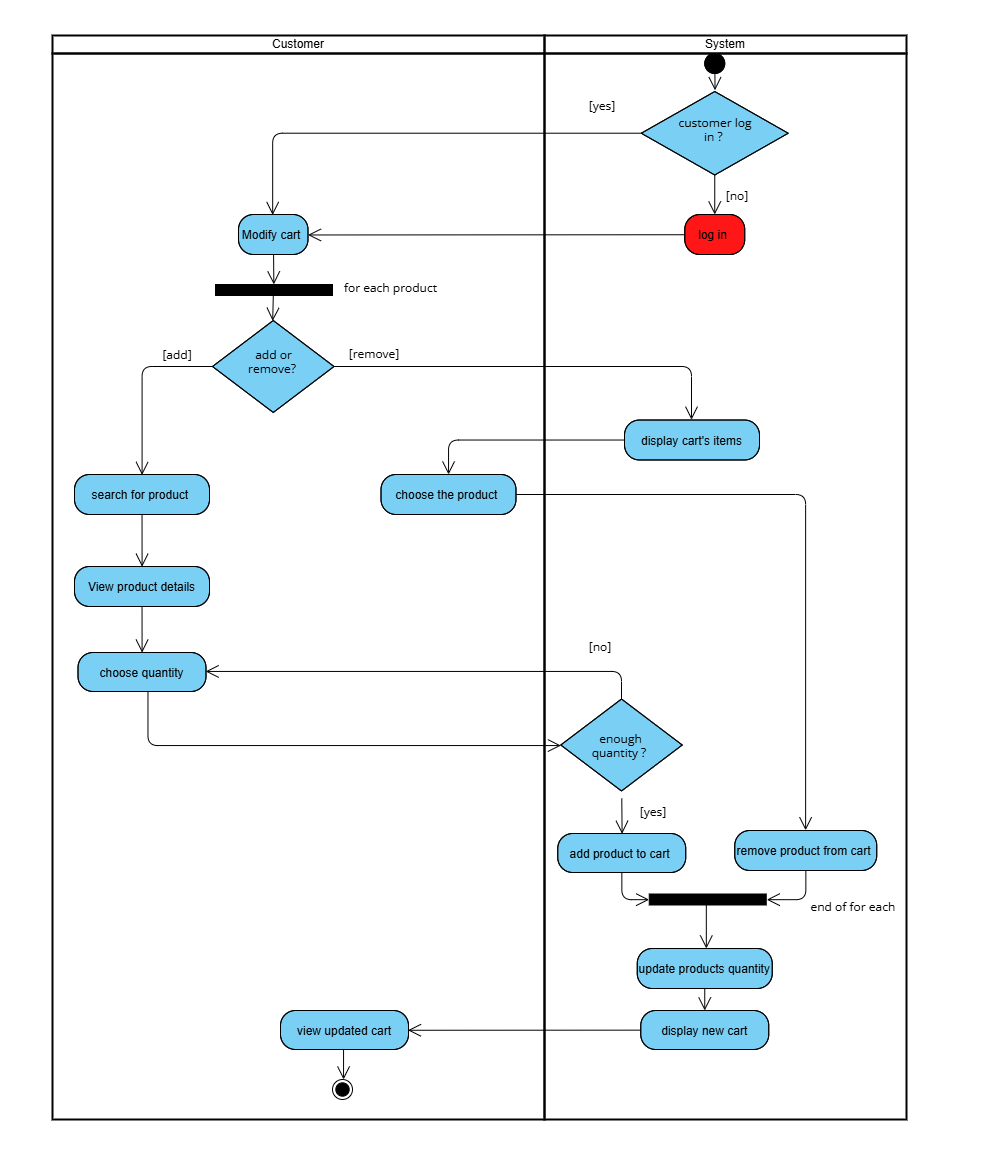 Customer
System
customer log
in ?
[yes]
[no]
Modify cart
log in
for each product
add or
remove?
[add]
[remove]
display cart's items
search for product
choose the product
View product details
[no]
choose quantity
enough
quantity ?
[yes]
add product to cart
remove product from cart
end of for each
update products quantity
view updated cart
display new cart